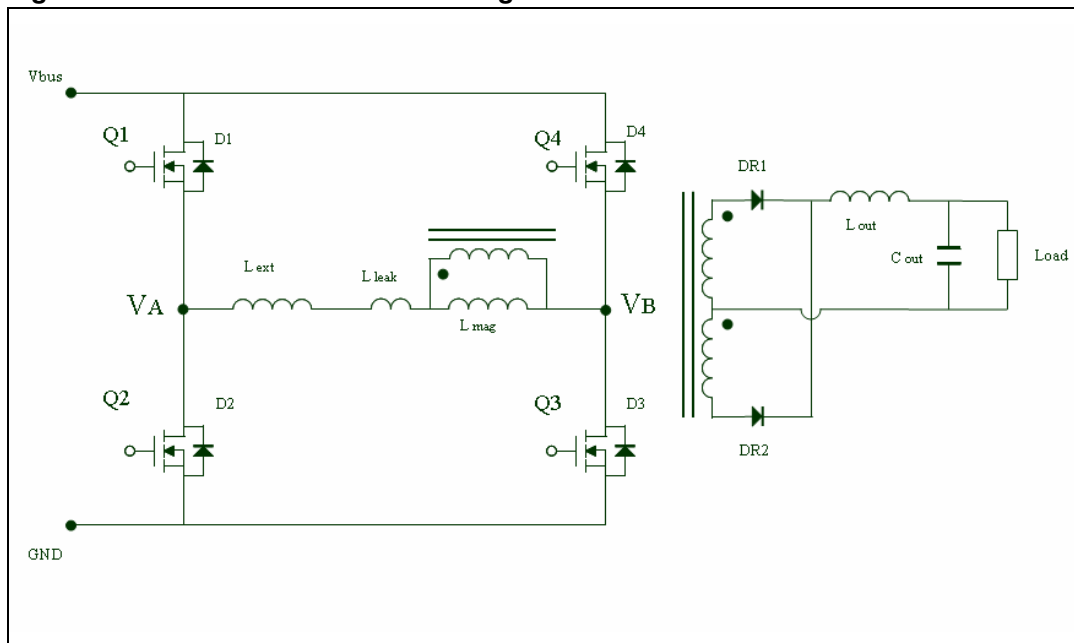 Vbus
Q1
D1
Q4
D4
DR1
L out
C out
Load
L ext
L leak
VA
L mag
VB
Q2
D2
Q3
D3
DR2
GND